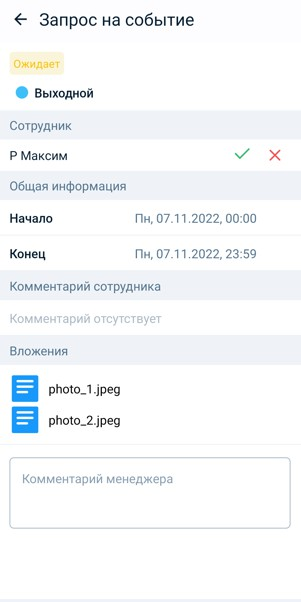 Запрос на событие
Ожидает
Выходной
Сотрудник
Р Максим
Общая информация
Начало Пн, 07.11.2022, 00:00
Конец Пн, 07.11.2022, 23:59
Комментарий сотрудника
Комментарий отсутствует
Вложения
photo_1.jpeg
photo_2.jpeg
Комментарий менеджера